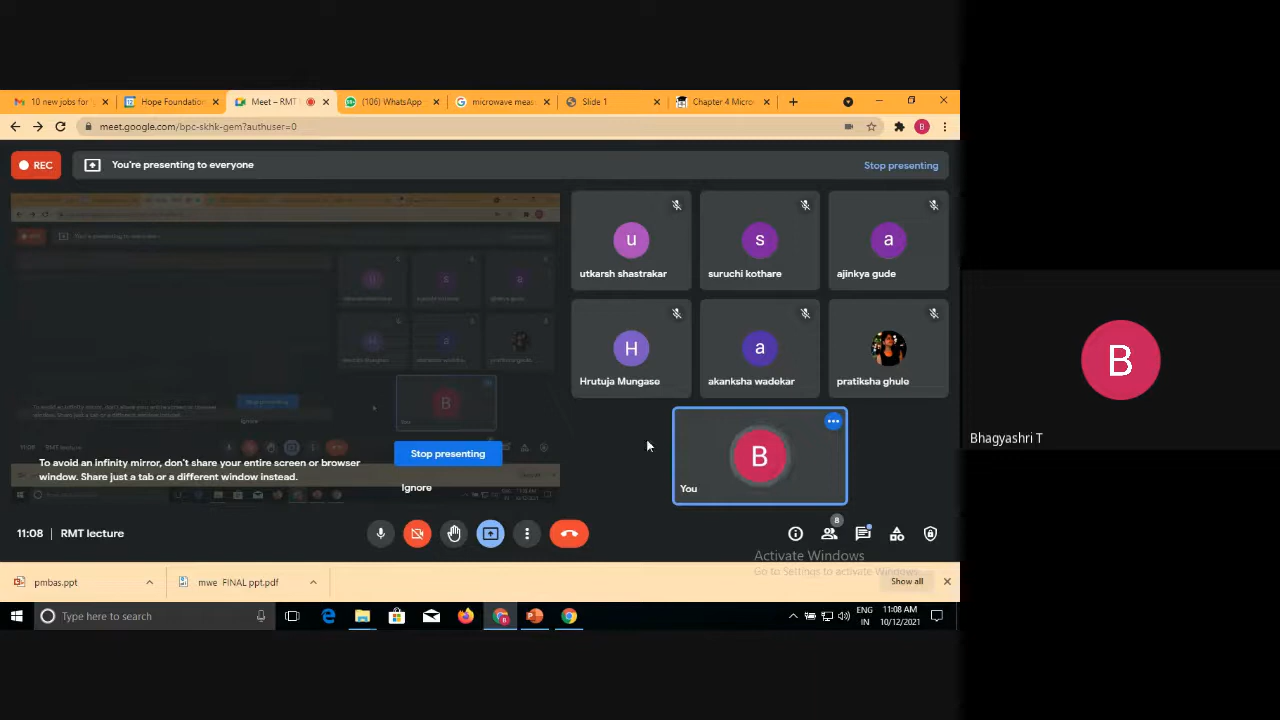 10 new jobs for
Hope Foundation
Meet – RMT
(106) WhatsApp
microwave meas
Slide 1
Chapter 4 Micro
meet.google.com/bpc-skhk-gem?authuser=0
B
REC
You're presenting to everyone
Stop presenting
u
utkarsh shastrakar
s
suruchi kothare
a
ajinkya gude
H
Hrutuja Mungase
a
akanksha wadekar
pratiksha ghule
B
You
B
Bhagyashri T
To avoid an infinity mirror, don't share your entire screen or browser
window. Share just a tab or a different window instead.
Stop presenting
Ignore
11:08 | RMT lecture
8
Activate Windows
Go to Settings to activate Windows.
pmbas.ppt
mwe FINAL ppt.pdf
Show all
Type here to search
ENG
IN
11:08 AM
10/12/2021